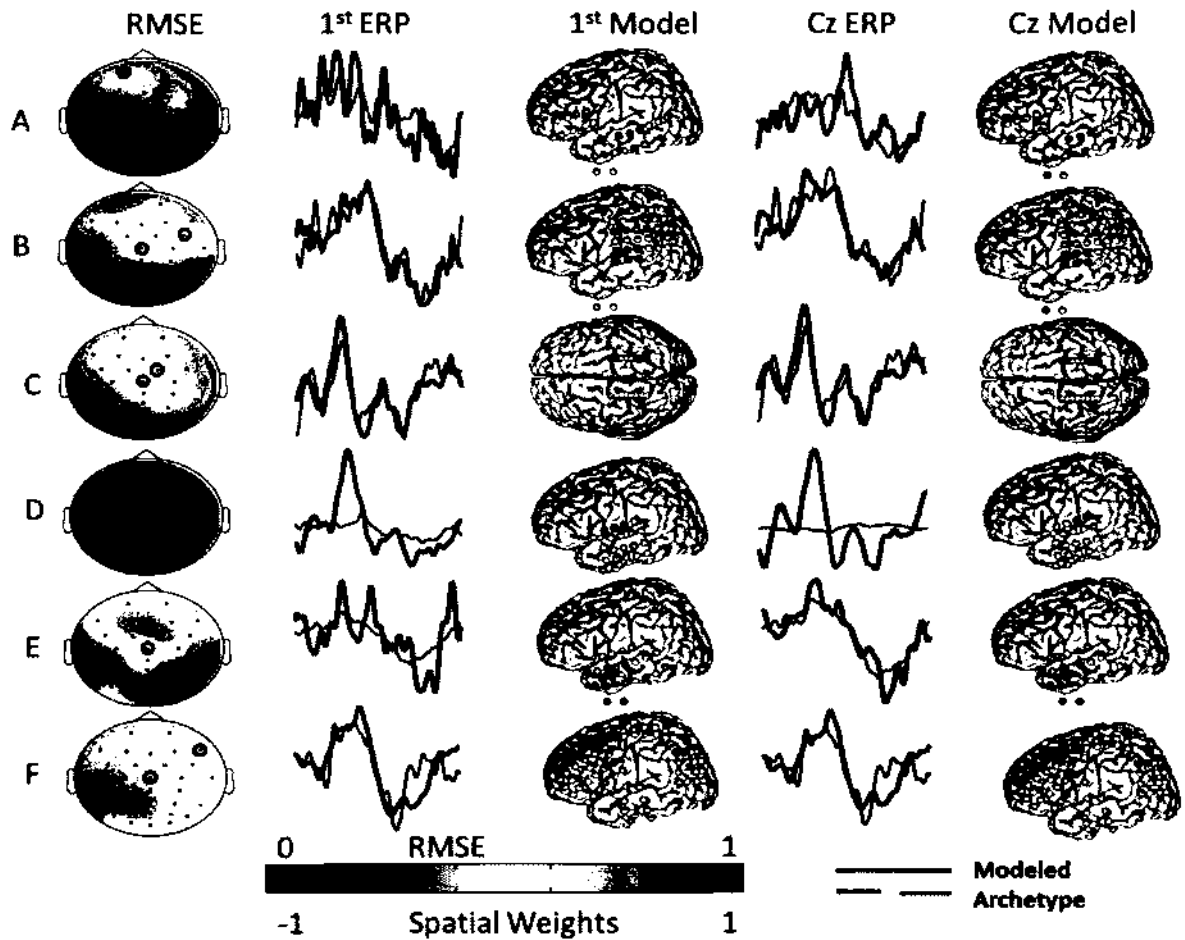 RMSE 1st ERP 1st Model Cz ERP Cz Model
A
B
C
D
E
F
0 RMSE 1
-1 Spatial Weights 1
Modeled
Archetype